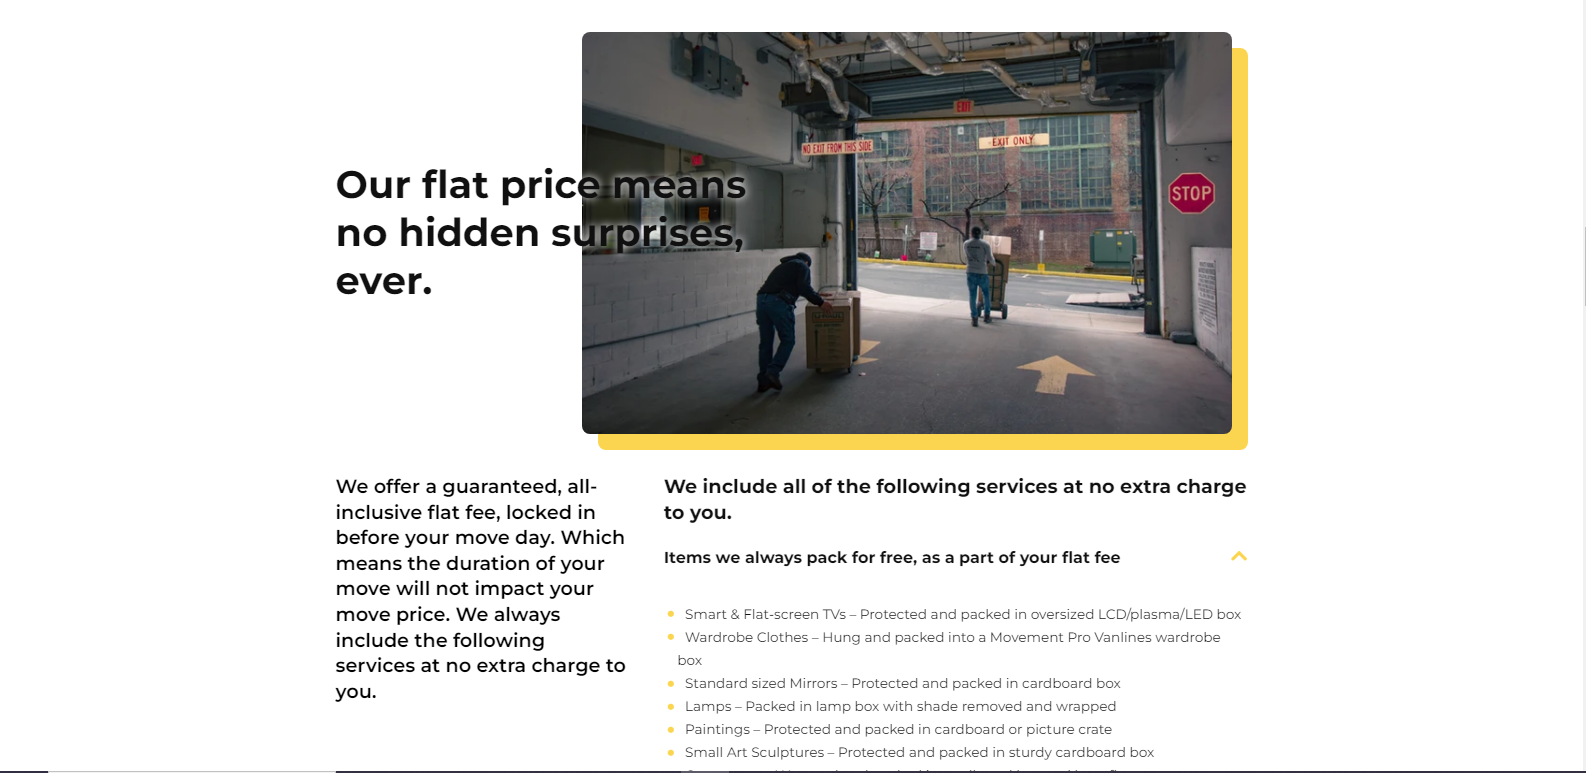 Our flat price means
no hidden surprises,
ever.
EXIT
NO EXIT FROM THIS SIDE
EXIT ONLY
STOP
We offer a guaranteed, all-
inclusive flat fee, locked in
before your move day. Which
means the duration of your
move will not impact your
move price. We always
include the following
services at no extra charge to
you.
We include all of the following services at no extra charge
to you.
Items we always pack for free, as a part of your flat fee
Smart & Flat-screen TVs – Protected and packed in oversized LCD/plasma/LED box
Wardrobe Clothes – Hung and packed into a Movement Pro Vanlines wardrobe
box
Standard sized Mirrors – Protected and packed in cardboard box
Lamps – Packed in lamp box with shade removed and wrapped
Paintings – Protected and packed in cardboard or picture crate
Small Art Sculptures – Protected and packed in sturdy cardboard box